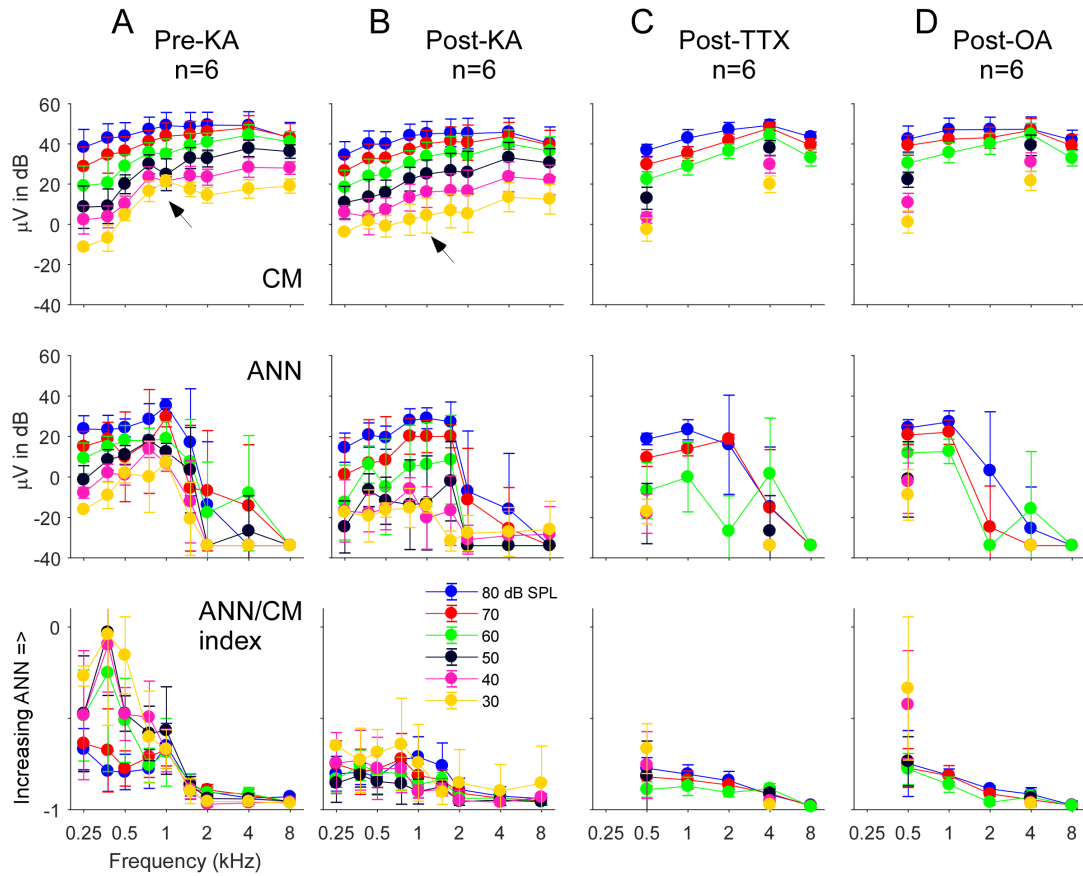 A
B
C
D
Pre-KA
n=6
Post-KA
n=6
Post-TTX
n=6
Post-OA
n=6
µV in dB
60
40
20
0
-20
-40
CM
µV in dB
60
40
20
0
-20
-40
ANN
Increasing ANN =>
0
-1
ANN/CM
index
80 dB SPL
70
60
50
40
30
0.25 0.5 1 2 4 8
0.25 0.5 1 2 4 8
0.25 0.5 1 2 4 8
0.25 0.5 1 2 4 8
Frequency (kHz)